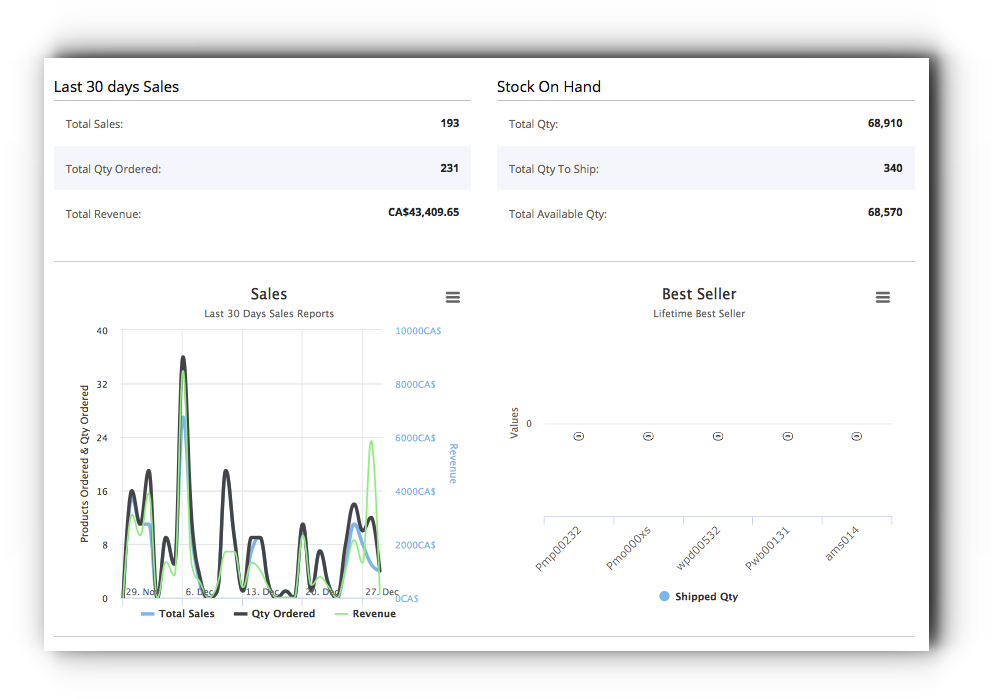 Last 30 days Sales
Total Sales: 193
Total Qty Ordered: 231
Total Revenue: CA$43,409.65
Stock On Hand
Total Qty: 68,910
Total Qty To Ship: 340
Total Available Qty: 68,570
Sales
Last 30 Days Sales Reports
Products Ordered & Qty Ordered
40
32
24
16
8
0
10000CA$
8000CA$
6000CA$
4000CA$
2000CA$
0CA$
Revenue
29. Nov
6. Dec
13. Dec
20. Dec
27. Dec
Total Sales
Qty Ordered
Revenue
Best Seller
Lifetime Best Seller
Values
0
0
0
0
0
0
Pmp00232
Pmo000xs
wpd00532
Pwb00131
ams014
Shipped Qty